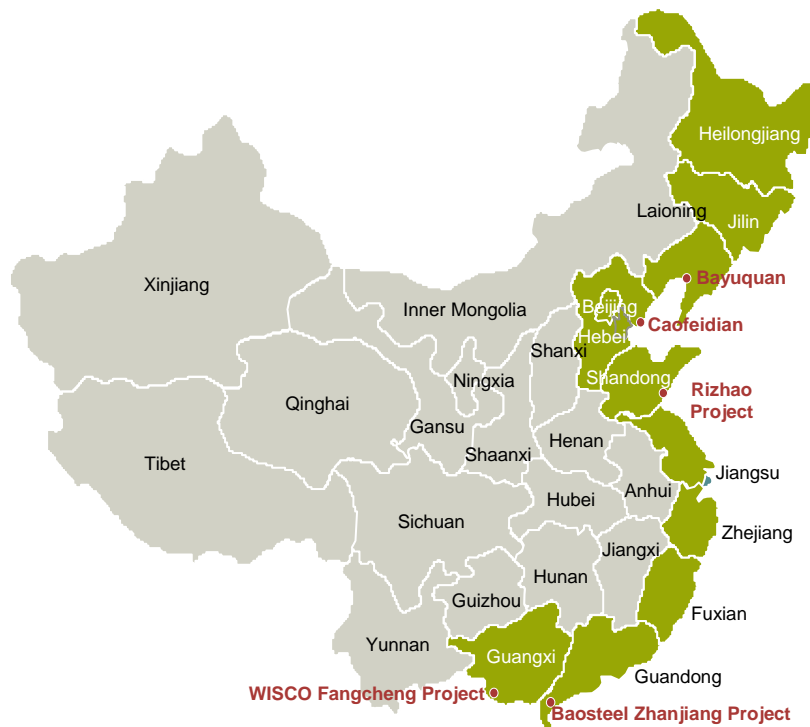 Heilongjiang
Laioning
Jilin
Bayuquan
Xinjiang
Inner Mongolia
Beijing
Caofeidian
Hebei
Shanxi
Ningxia
Shandong
Rizhao
Project
Qinghai
Gansu
Henan
Shaanxi
Tibet
Jiangsu
Anhui
Hubei
Sichuan
Zhejiang
Jiangxi
Hunan
Guizhou
Fuxian
Yunnan
Guangxi
Guandong
WISCO Fangcheng Project
Baosteel Zhanjiang Project